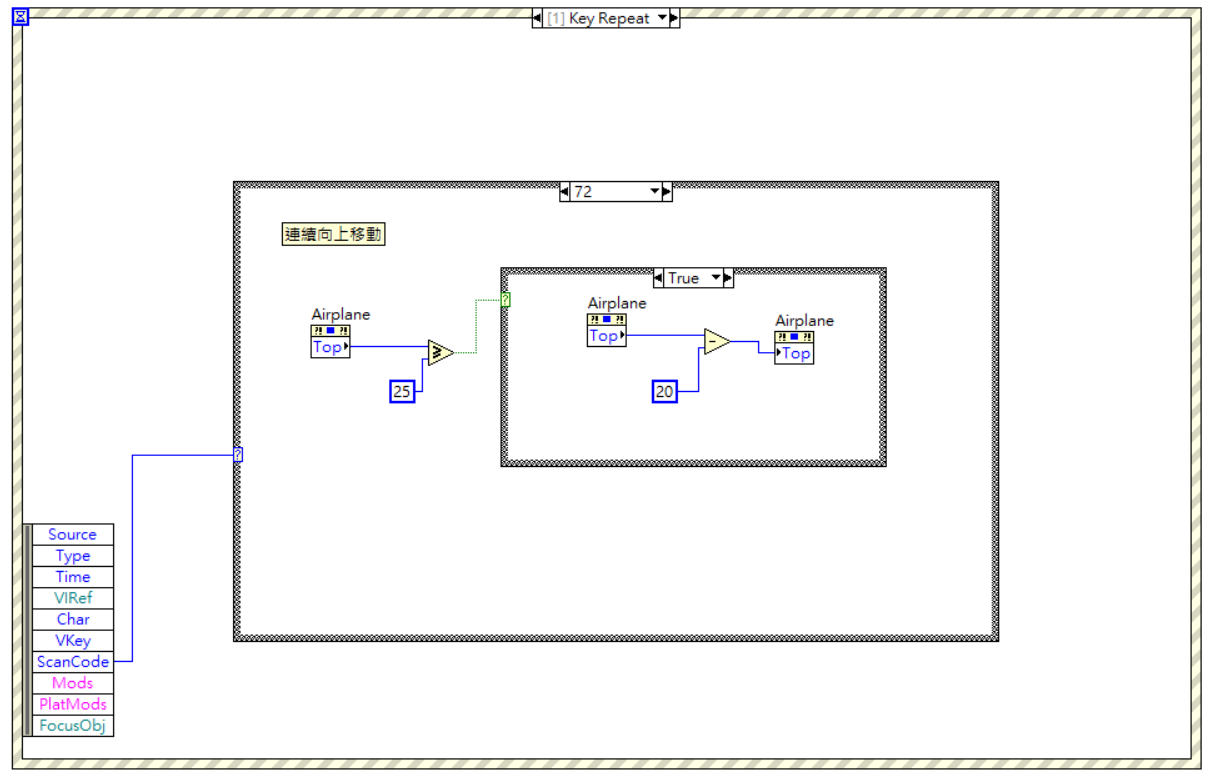 [1] Key Repeat
72
連續向上移動
True
Airplane
Top
25
Airplane
Top
20
Airplane
Top
Source
Type
Time
VIRef
Char
VKey
ScanCode
Mods
PlatMods
FocusObj